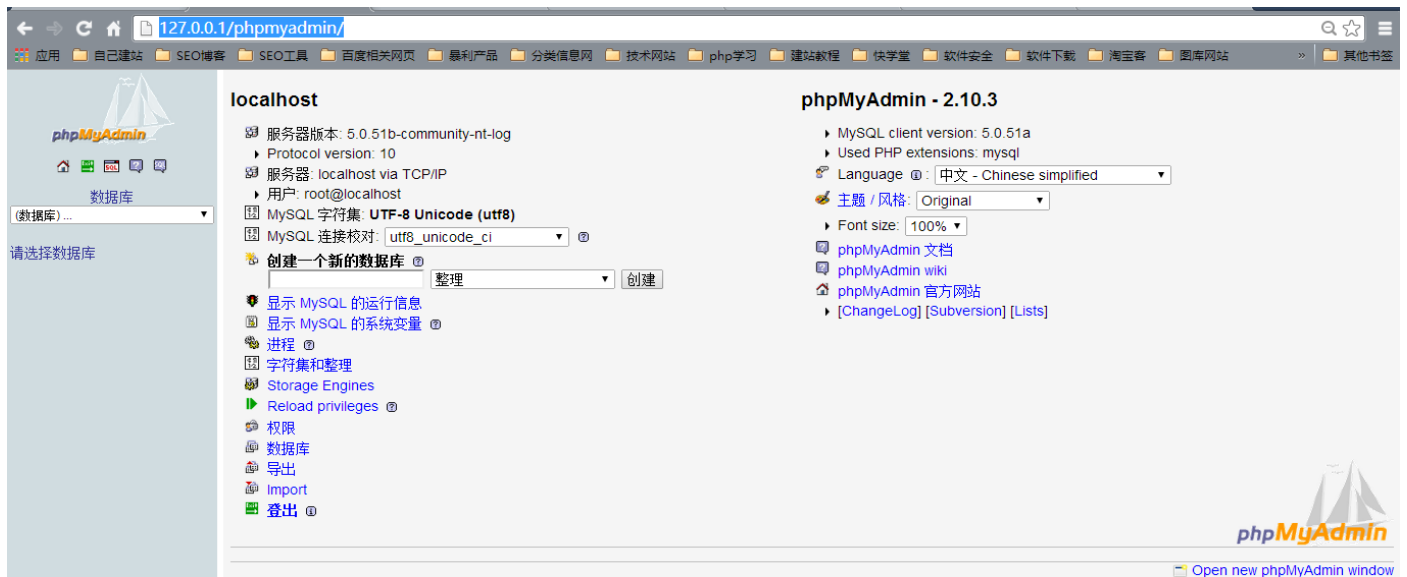 127.0.0.1/phpmyadmin/
应用 自己建站 SEO博客 SEO工具 百度相关网页 暴利产品 分类信息网 技术网站 php学习 建站教程 快学堂 软件安全 软件下载 淘宝客 图库网站 » 其他书签
phpMyAdmin
SQL
数据库
(数据库) ...
请选择数据库
localhost
服务器版本: 5.0.51b-community-nt-log
Protocol version: 10
服务器: localhost via TCP/IP
用户: root@localhost
MySQL 字符集: UTF-8 Unicode (utf8)
MySQL 连接校对: utf8_unicode_ci
创建一个新的数据库
整理 创建
显示 MySQL 的运行信息
显示 MySQL 的系统变量
进程
字符集和整理
Storage Engines
Reload privileges
权限
数据库
导出
Import
登出
phpMyAdmin - 2.10.3
MySQL client version: 5.0.51a
Used PHP extensions: mysql
Language : 中文 - Chinese simplified
主题 / 风格: Original
Font size: 100%
phpMyAdmin 文档
phpMyAdmin wiki
phpMyAdmin 官方网站
[ChangeLog] [Subversion] [Lists]
phpMyAdmin
Open new phpMyAdmin window